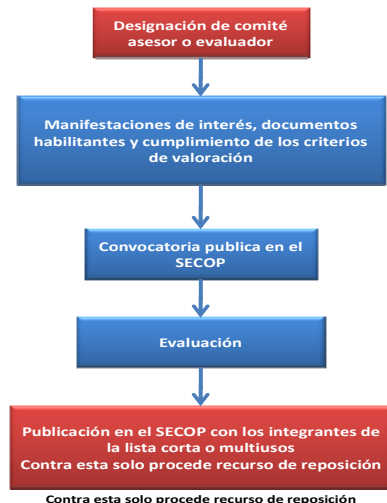 Designación de comité
asesor o evaluador
Manifestaciones de interés, documentos
habilitantes y cumplimiento de los criterios
de valoración
Convocatoria publica en el
SECOP
Evaluación
Publicación en el SECOP con los integrantes de
la lista corta o multiusos
Contra esta solo procede recurso de reposición
Contra esta solo procede recurso de reposición